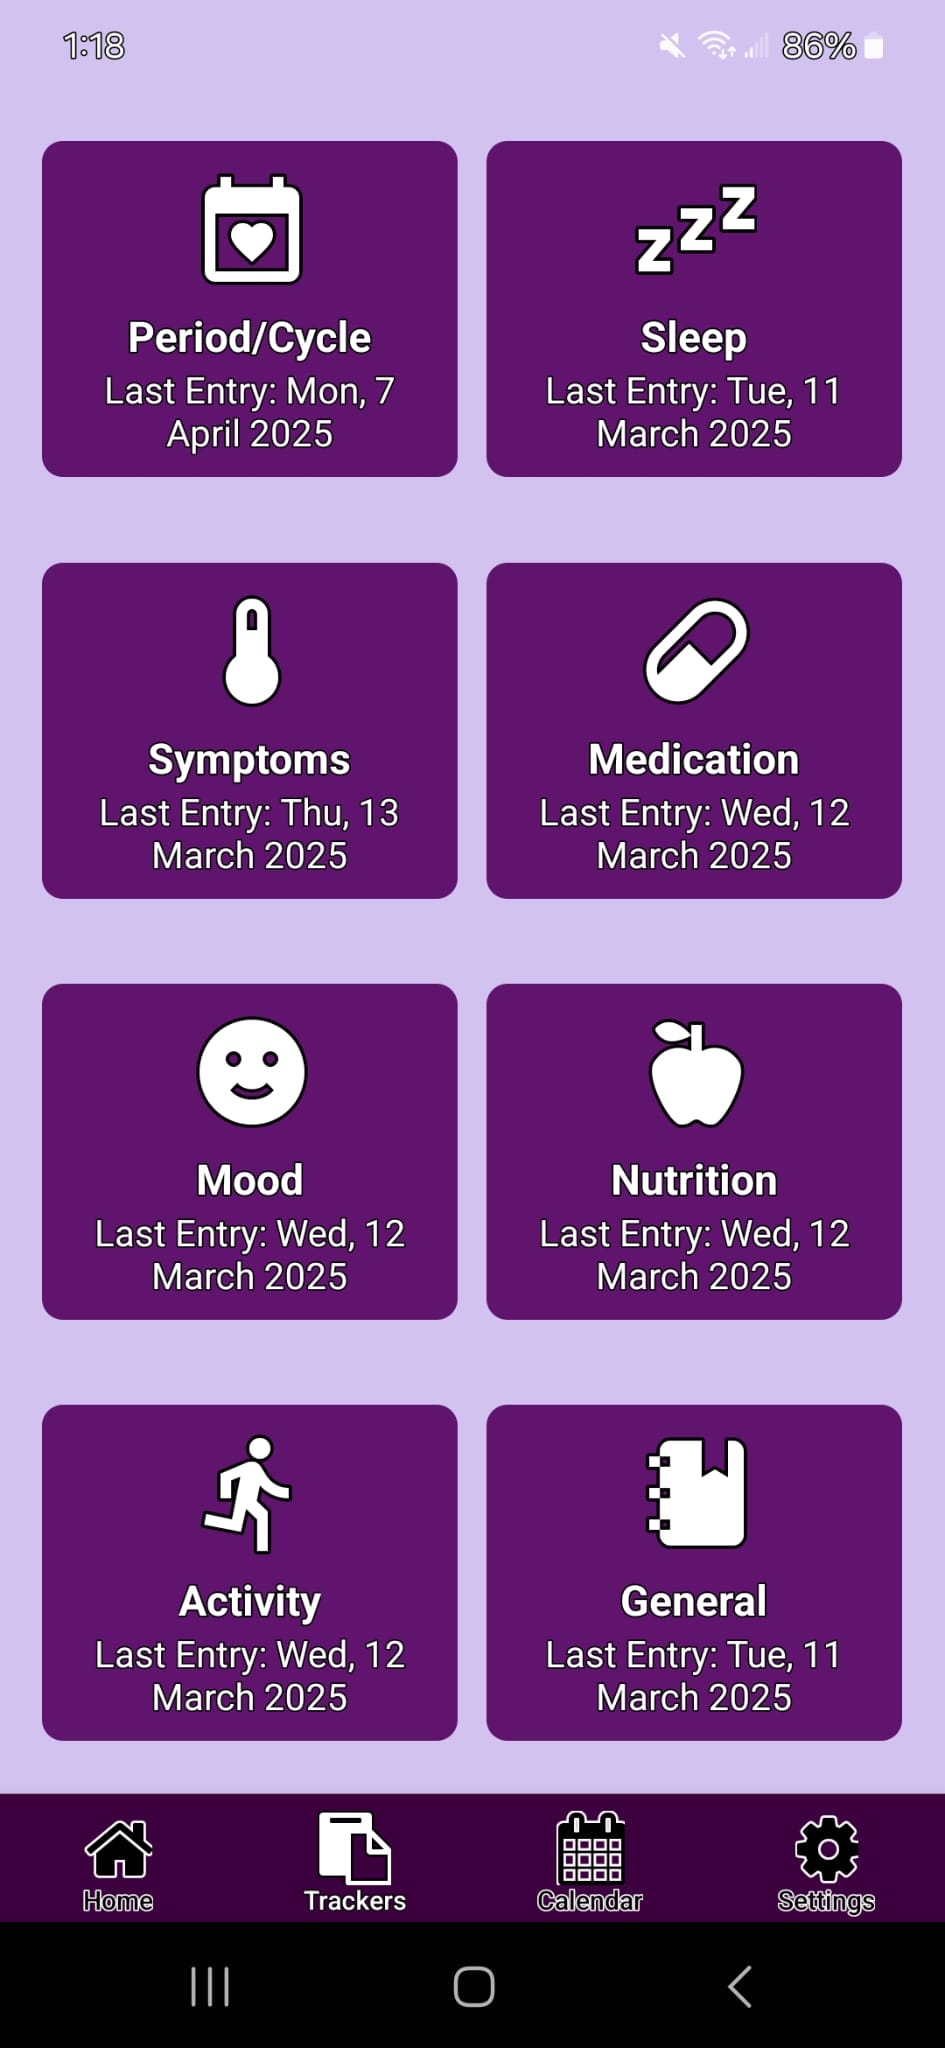 1:18
86%
Period/Cycle
Last Entry: Mon, 7
April 2025
Sleep
Last Entry: Tue, 11
March 2025
Symptoms
Last Entry: Thu, 13
March 2025
Medication
Last Entry: Wed, 12
March 2025
Mood
Last Entry: Wed, 12
March 2025
Nutrition
Last Entry: Wed, 12
March 2025
Activity
Last Entry: Wed, 12
March 2025
General
Last Entry: Tue, 11
March 2025
Home
Trackers
Calendar
Settings